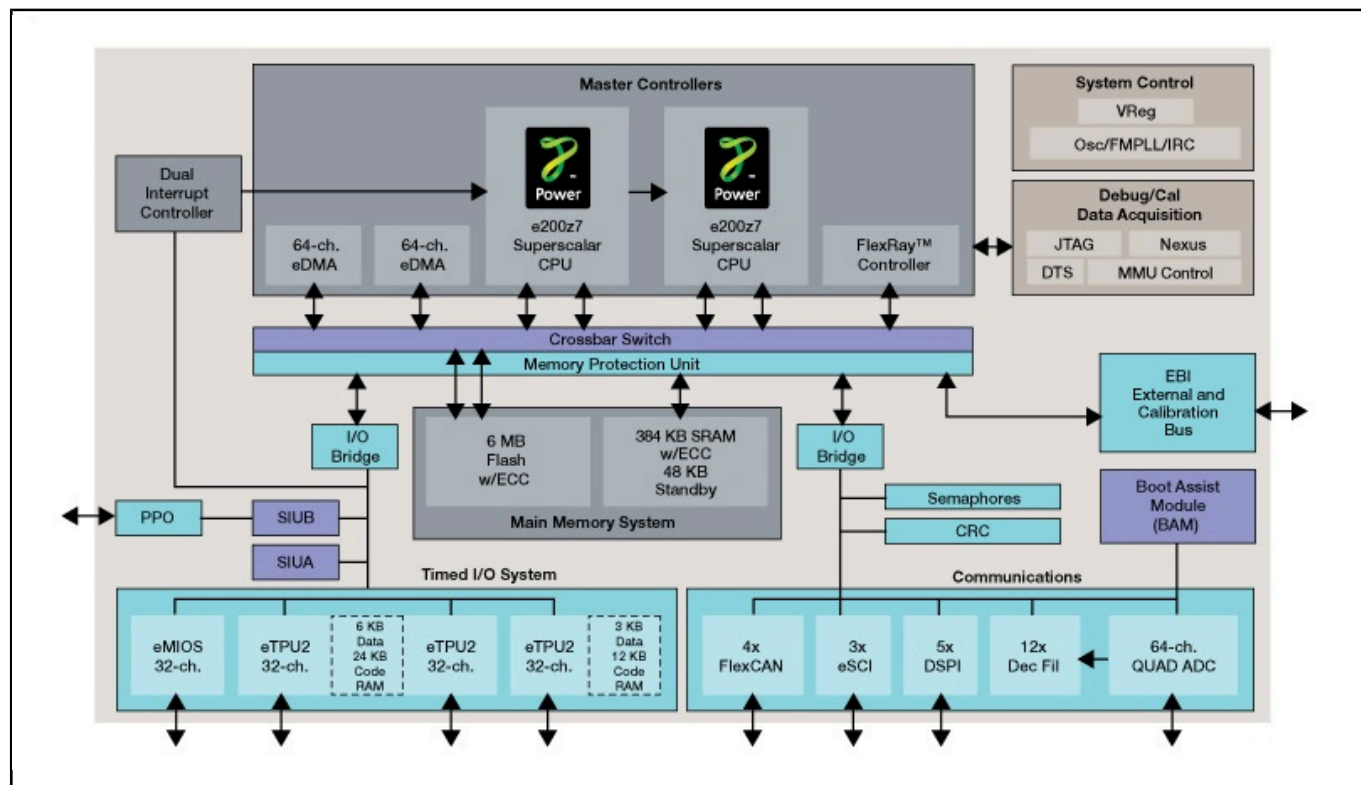 Master Controllers
System Control
VReg
Osc/FMPLL/IRC
Dual
Interrupt
Controller
Power
™
Power
™
e200z7
Superscalar
CPU
e200z7
Superscalar
CPU
64-ch.
eDMA
64-ch.
eDMA
FlexRay™
Controller
Debug/Cal
Data Acquisition
JTAG
Nexus
DTS
MMU Control
Crossbar Switch
Memory Protection Unit
I/O
Bridge
6 MB
Flash
w/ECC
384 KB SRAM
w/ECC
48 KB
Standby
Main Memory System
I/O
Bridge
EBI
External and
Calibration
Bus
Semaphores
CRC
Boot Assist
Module
(BAM)
PPO
SIUB
SIUA
Timed I/O System
eMIOS
32-ch.
eTPU2
32-ch.
6 KB
Data
24 KB
Code
RAM
eTPU2
32-ch.
eTPU2
32-ch.
3 KB
Data
12 KB
Code
RAM
Communications
4x
FlexCAN
3x
eSCI
5x
DSPI
12x
Dec Fil
64-ch.
QUAD ADC